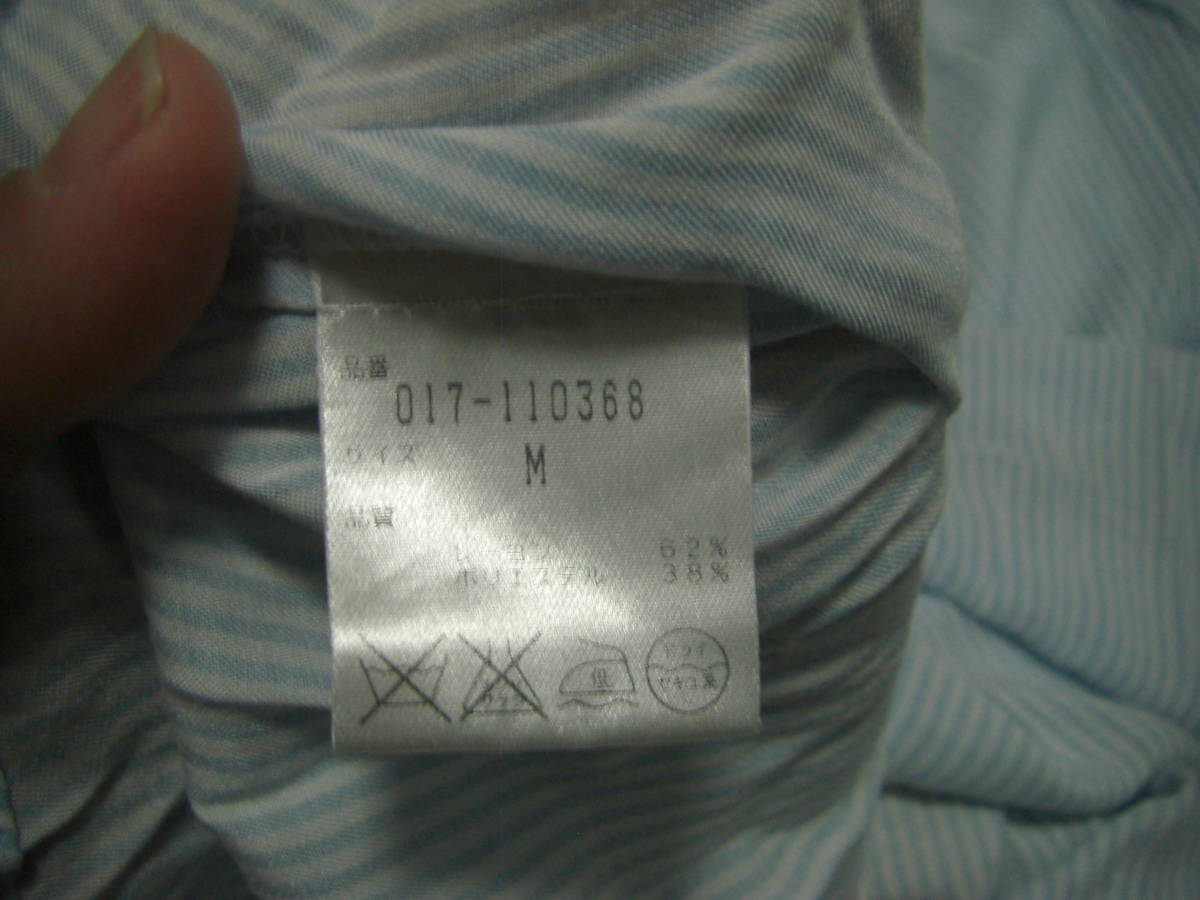 品番
017-110368
サイズ
M
品質
レーヨン 62%
ポリエステル 38%
低
ドライ
セキユ系